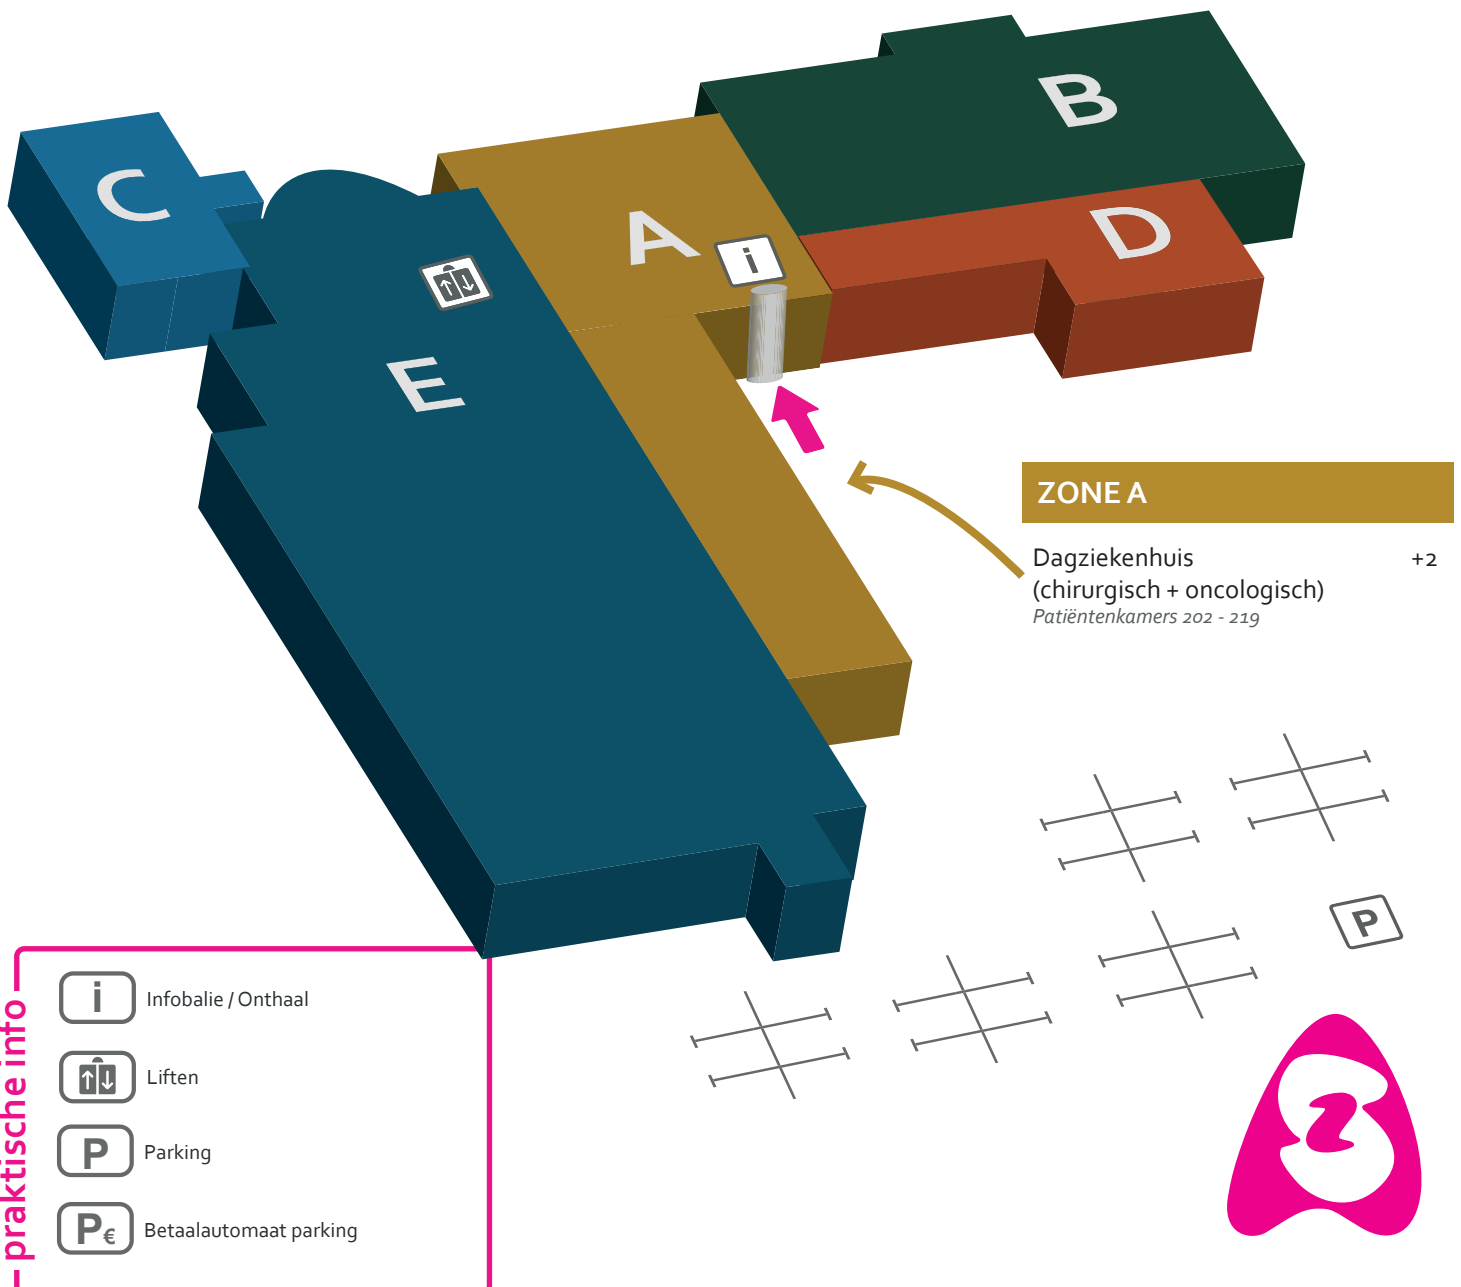 B
C
A
D
i
E
ZONE A
Dagziekenhuis +2
(chirurgisch + oncologisch)
Patiëntenkamers 202 - 219
P
praktische info
i Infobalie / Onthaal
Liften
P Parking
P€ Betaalautomaat parking